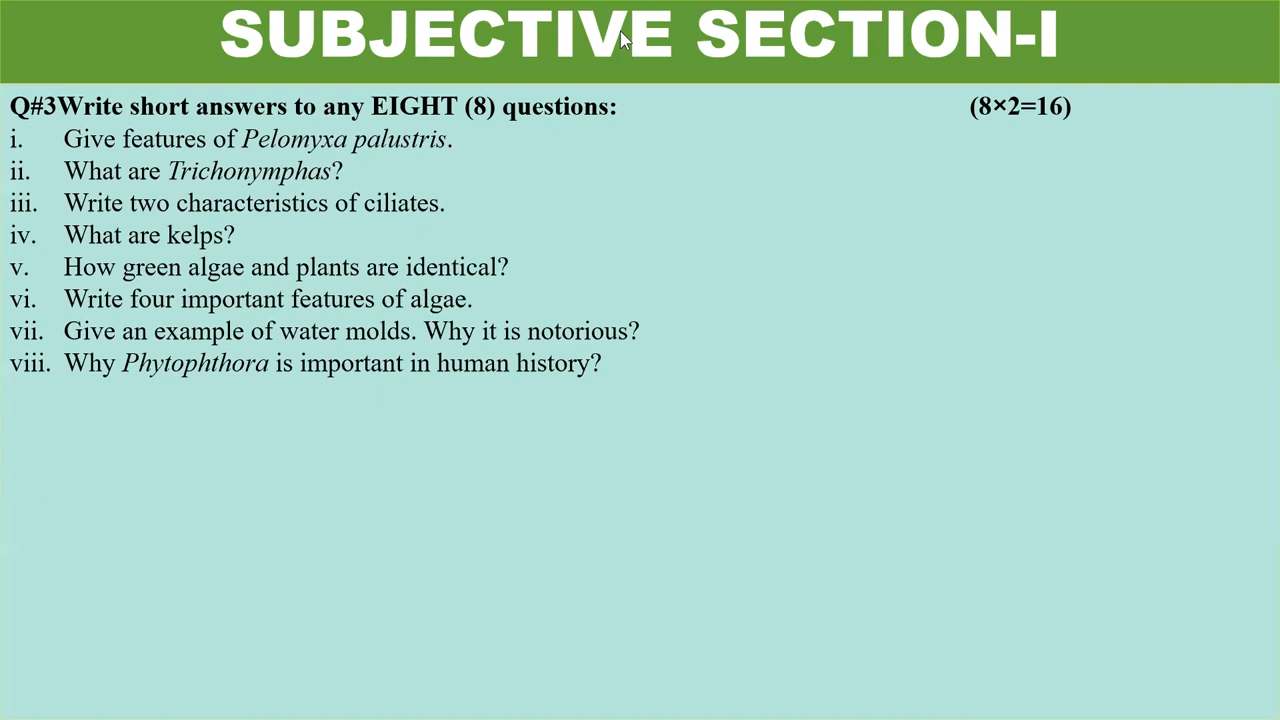 SUBJECTIVE SECTION-I
Q#3Write short answers to any EIGHT (8) questions: (8×2=16)
i. Give features of Pelomyxa palustris.
ii. What are Trichonymphas?
iii. Write two characteristics of ciliates.
iv. What are kelps?
v. How green algae and plants are identical?
vi. Write four important features of algae.
vii. Give an example of water molds. Why it is notorious?
viii. Why Phytophthora is important in human history?